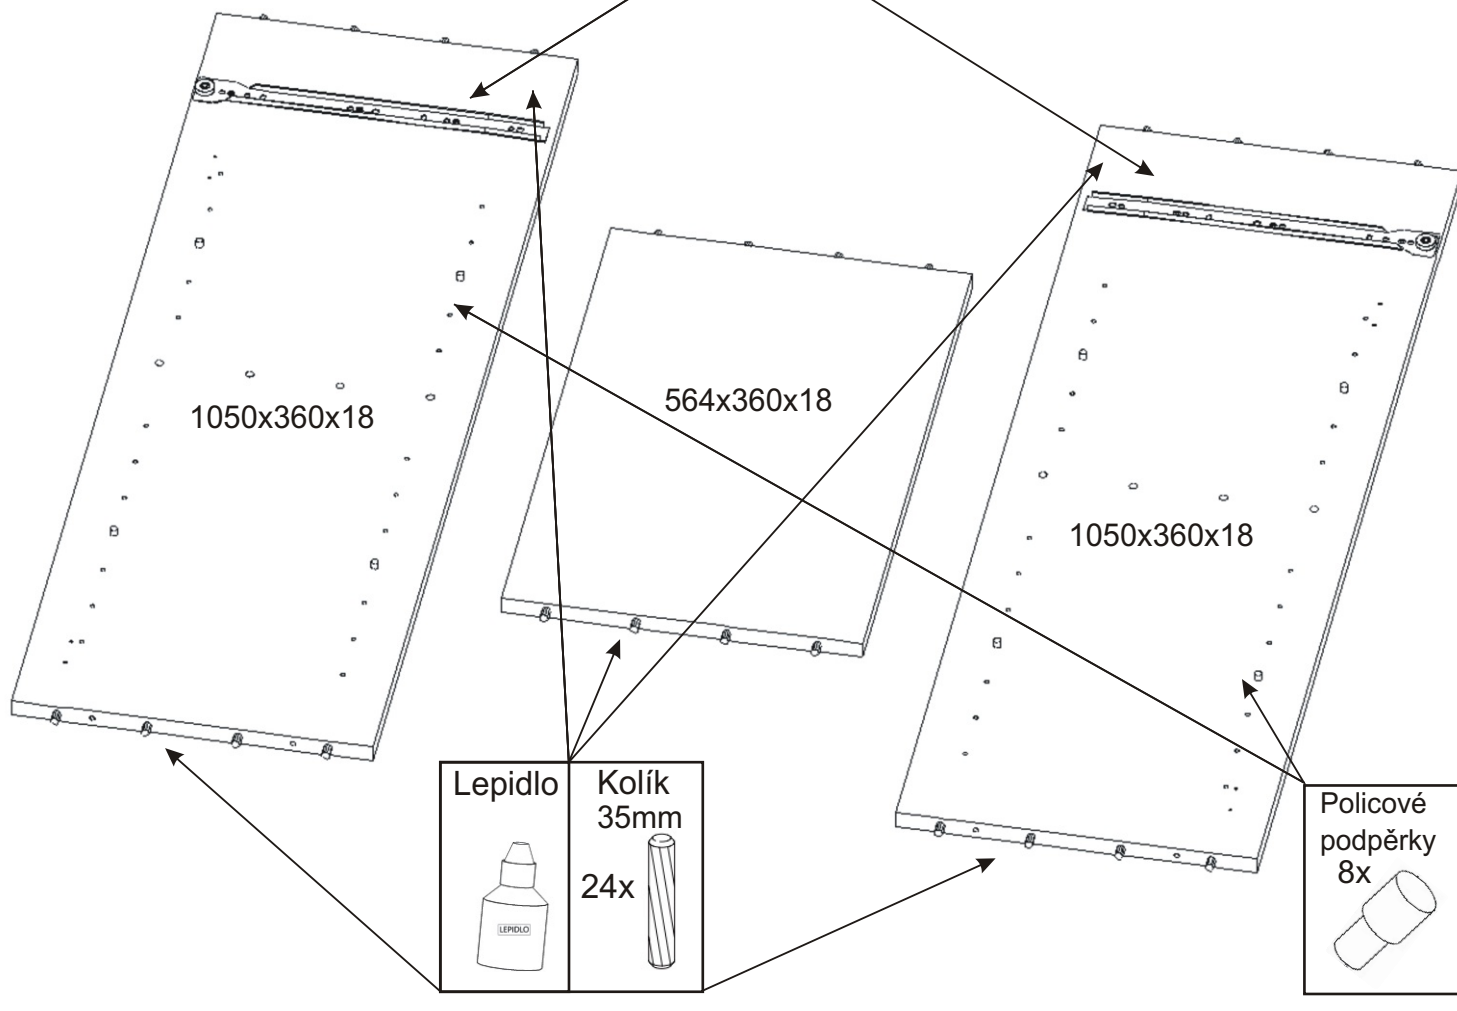 1050x360x18
564x360x18
1050x360x18
Lepidlo
LEPIDLO
Kolík
35mm
24x
Policové
podpěrky
8x